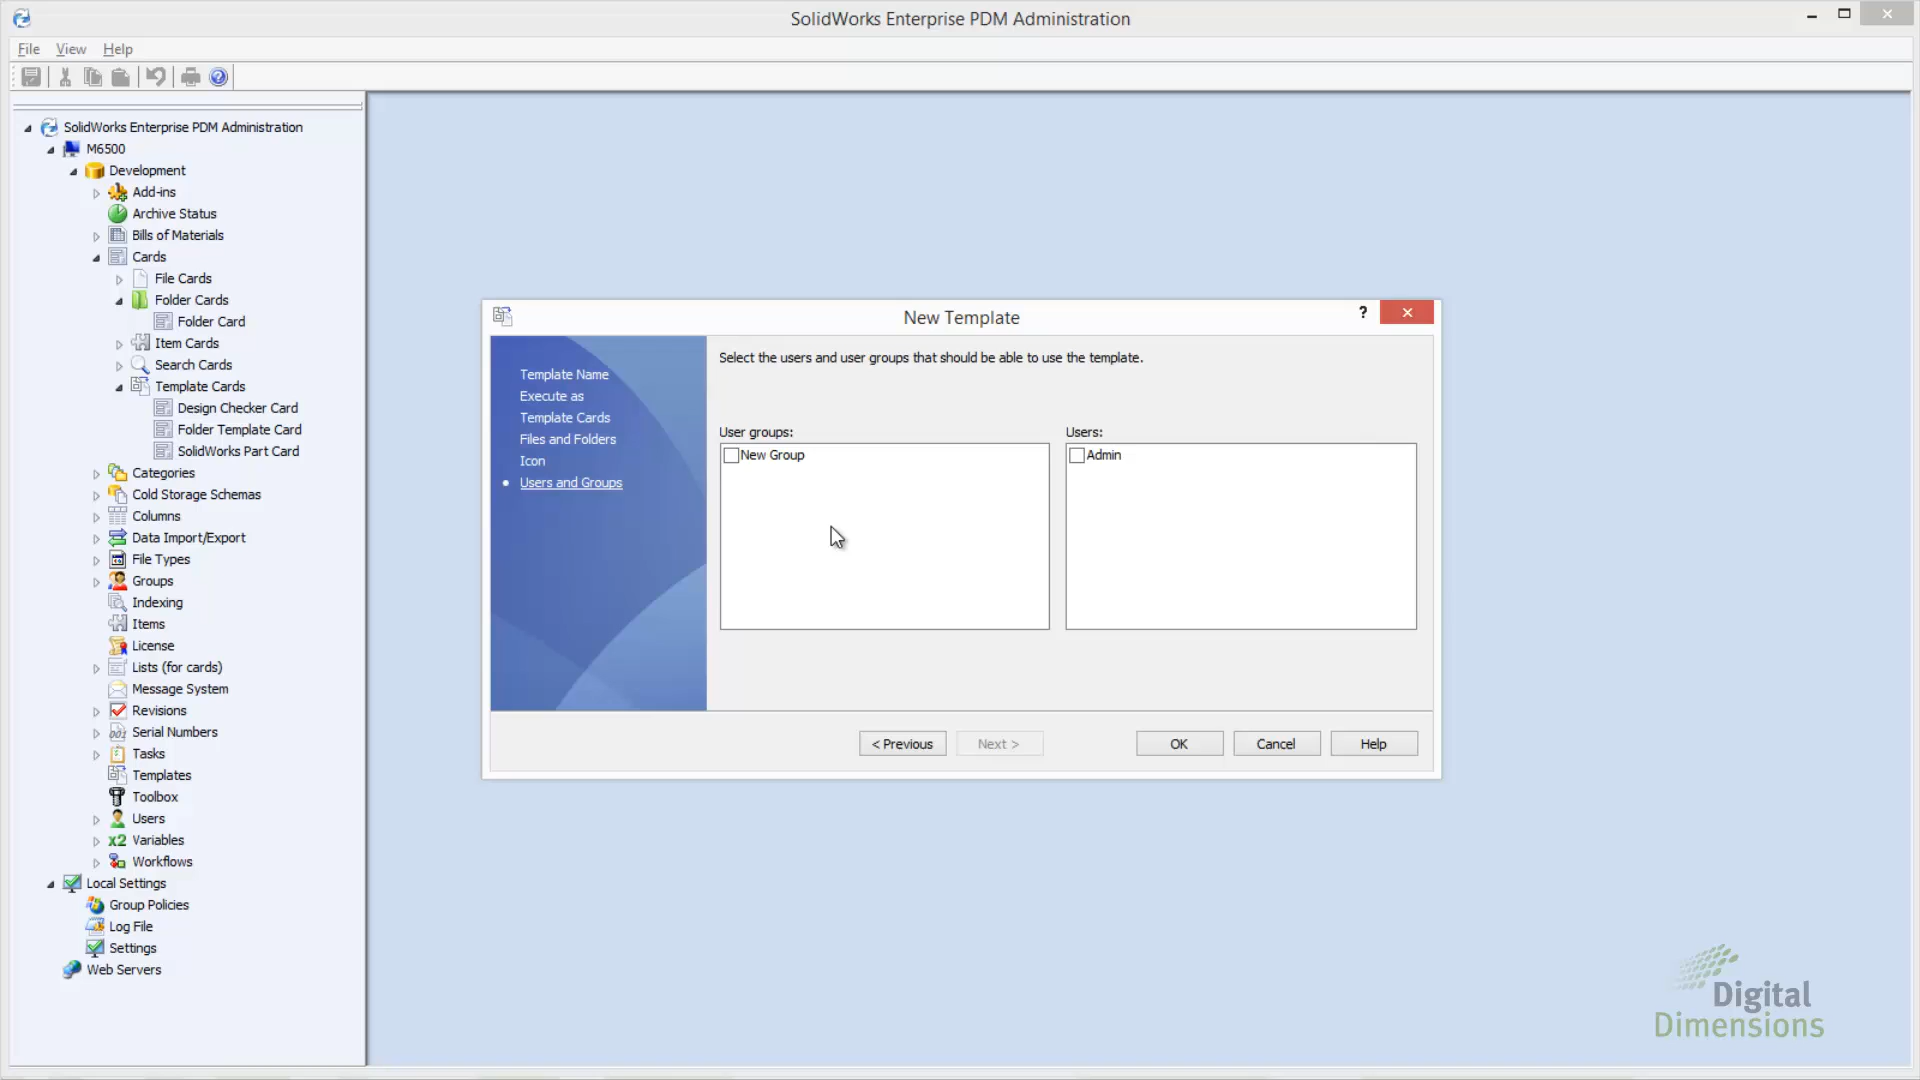 SolidWorks Enterprise PDM Administration
File View Help
SolidWorks Enterprise PDM Administration
M6500
Development
Add-ins
Archive Status
Bills of Materials
Cards
File Cards
Folder Cards
Folder Card
Item Cards
Search Cards
Template Cards
Design Checker Card
Folder Template Card
SolidWorks Part Card
Categories
Cold Storage Schemas
Columns
Data Import/Export
File Types
Groups
Indexing
Items
License
Lists (for cards)
Message System
Revisions
Serial Numbers
Tasks
Templates
Toolbox
Users
Variables
Workflows
Local Settings
Group Policies
Log File
Settings
Web Servers
New Template
?
Template Name
Execute as
Template Cards
Files and Folders
Icon
Users and Groups
Select the users and user groups that should be able to use the template.
User groups: Users:
New Group Admin
< Previous Next > OK Cancel Help
Digital
Dimensions